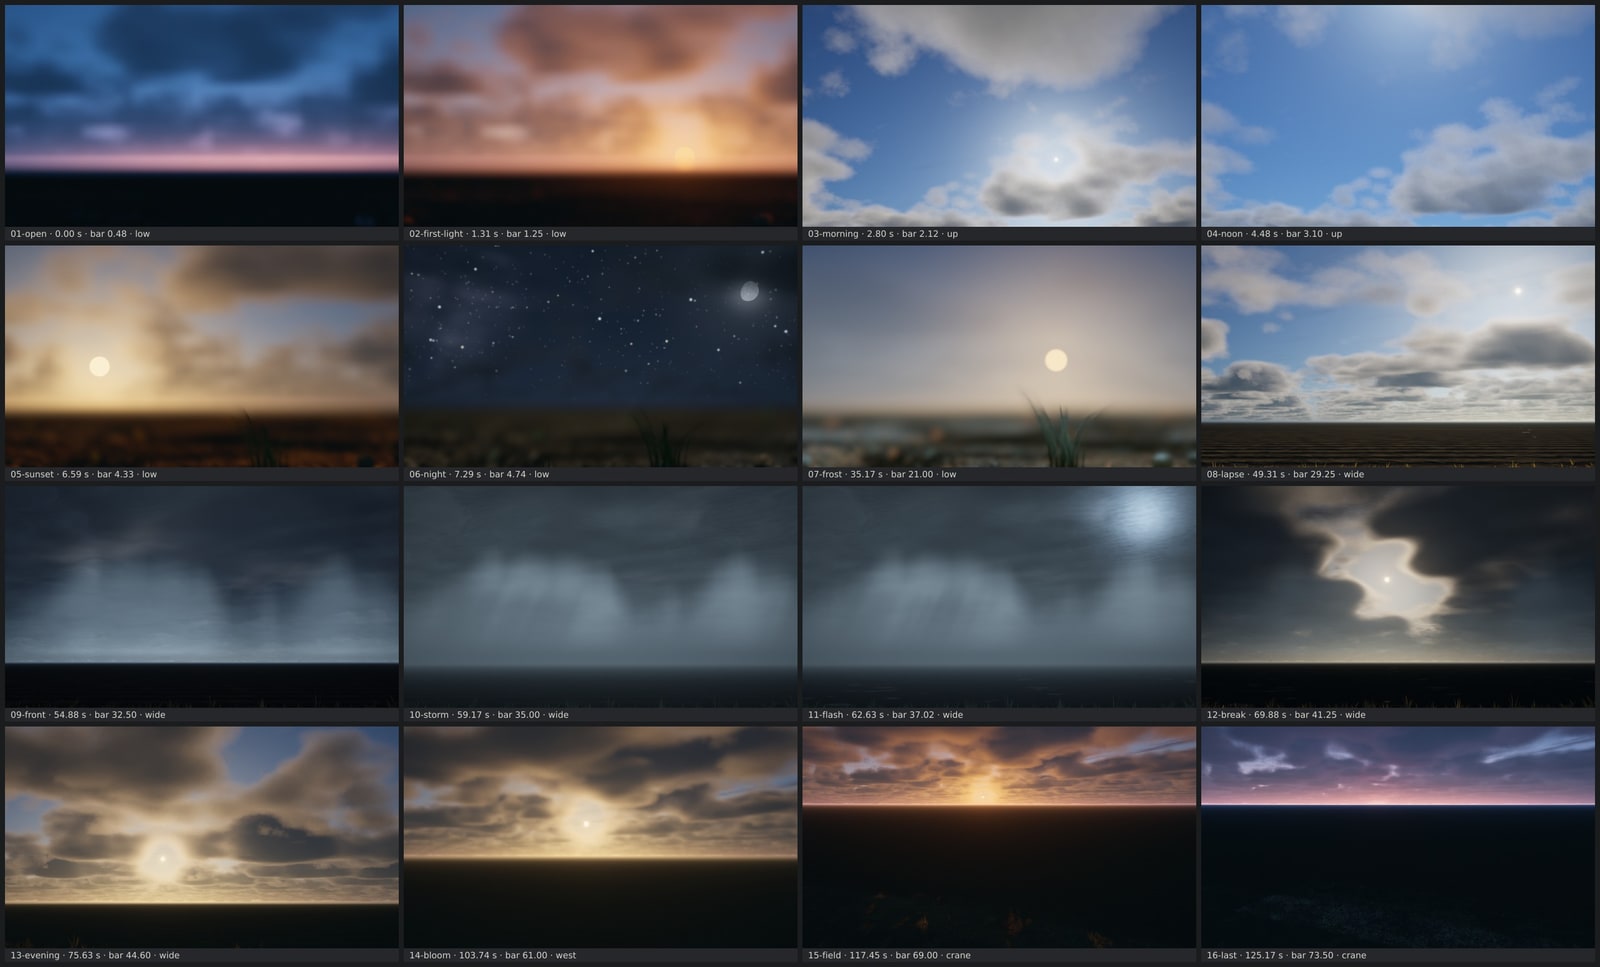 01-open · 0.00 s · bar 0.48 · low
02-first-light · 1.31 s · bar 1.25 · low
03-morning · 2.80 s · bar 2.12 · up
04-noon · 4.48 s · bar 3.10 · up
05-sunset · 6.59 s · bar 4.33 · low
06-night · 7.29 s · bar 4.74 · low
07-frost · 35.17 s · bar 21.00 · low
08-lapse · 49.31 s · bar 29.25 · wide
09-front · 54.88 s · bar 32.50 · wide
10-storm · 59.17 s · bar 35.00 · wide
11-flash · 62.63 s · bar 37.02 · wide
12-break · 69.88 s · bar 41.25 · wide
13-evening · 75.63 s · bar 44.60 · wide
14-bloom · 103.74 s · bar 61.00 · west
15-field · 117.45 s · bar 69.00 · crane
16-last · 125.17 s · bar 73.50 · crane